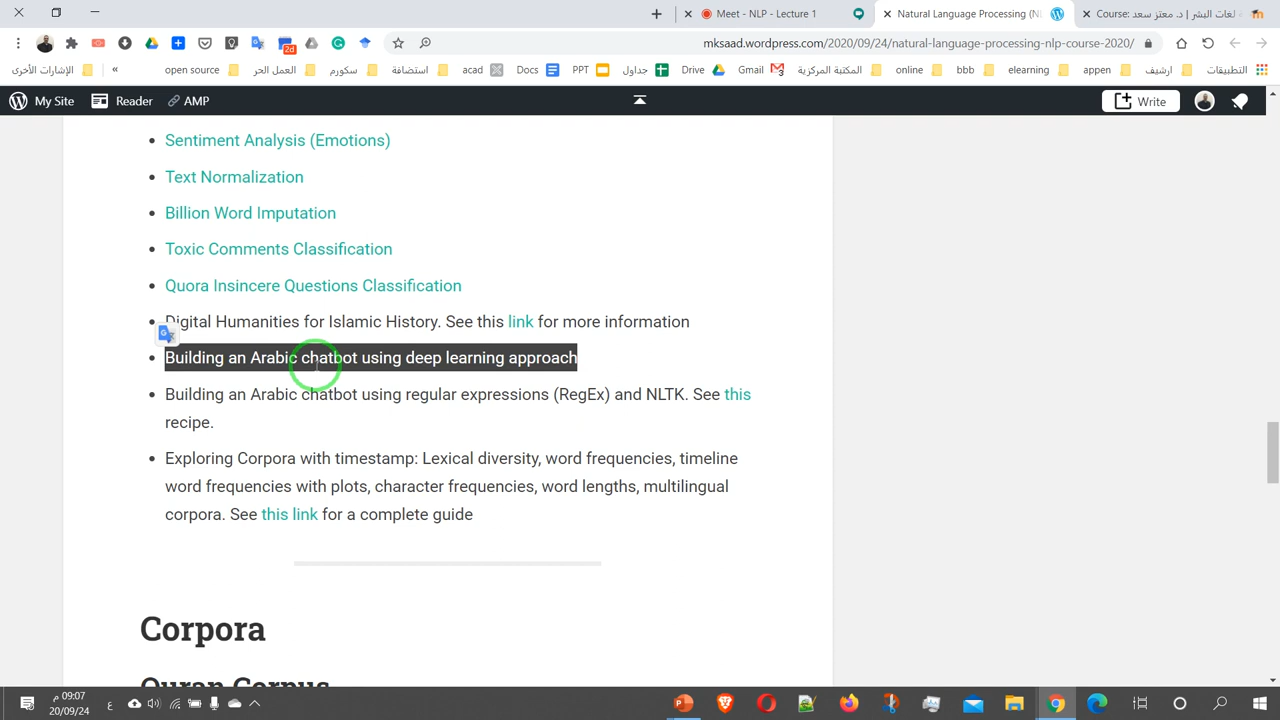 Meet - NLP - Lecture 1
Natural Language Processing (NL
Course: د. معتز سعد | لغات البشر
mksaad.wordpress.com/2020/09/24/natural-language-processing-nlp-course-2020/
2d
التطبيقات
ارشيف
appen
elearning
bbb
online
المكتبة المركزية
Gmail
Drive
جداول
PPT
Docs
acad
استضافة
سكورم
العمل الحر
open source
»
الإشارات الأخرى
My Site
Reader
AMP
Write
• Sentiment Analysis (Emotions)
• Text Normalization
• Billion Word Imputation
• Toxic Comments Classification
• Quora Insincere Questions Classification
• Digital Humanities for Islamic History. See this link for more information
• Building an Arabic chatbot using deep learning approach
• Building an Arabic chatbot using regular expressions (RegEx) and NLTK. See this
recipe.
• Exploring Corpora with timestamp: Lexical diversity, word frequencies, timeline
word frequencies with plots, character frequencies, word lengths, multilingual
corpora. See this link for a complete guide
Corpora
Quran Corpus
09:07 م
20/09/24
ع